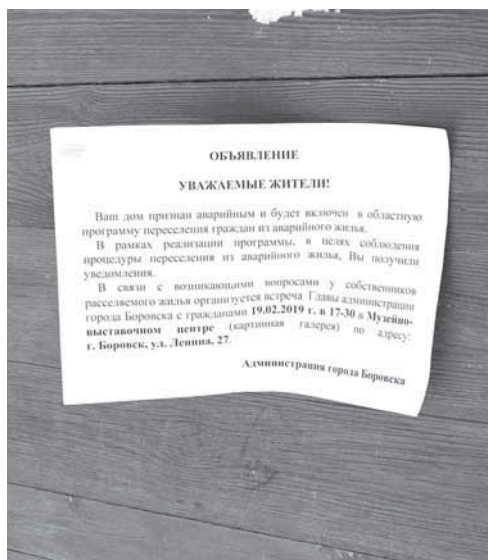 ОБЪЯВЛЕНИЕ
УВАЖАЕМЫЕ ЖИТЕЛИ!
Ваш дом признан аварийным и будет включен в областную
программу переселения граждан из аварийного жилья.
В рамках реализации программы, в целях соблюдения
процедуры переселения из аварийного жилья, Вы получили
уведомления.
В связи с возникающими вопросами у собственников
расселяемого жилья организуется встреча Главы администрации
города Боровска с гражданами 19.02.2019 г. в 17-30 в Музейно-
выставочном центре (картинная галерея) по адресу:
г. Боровск, ул. Ленина, 27.
Администрация города Боровска